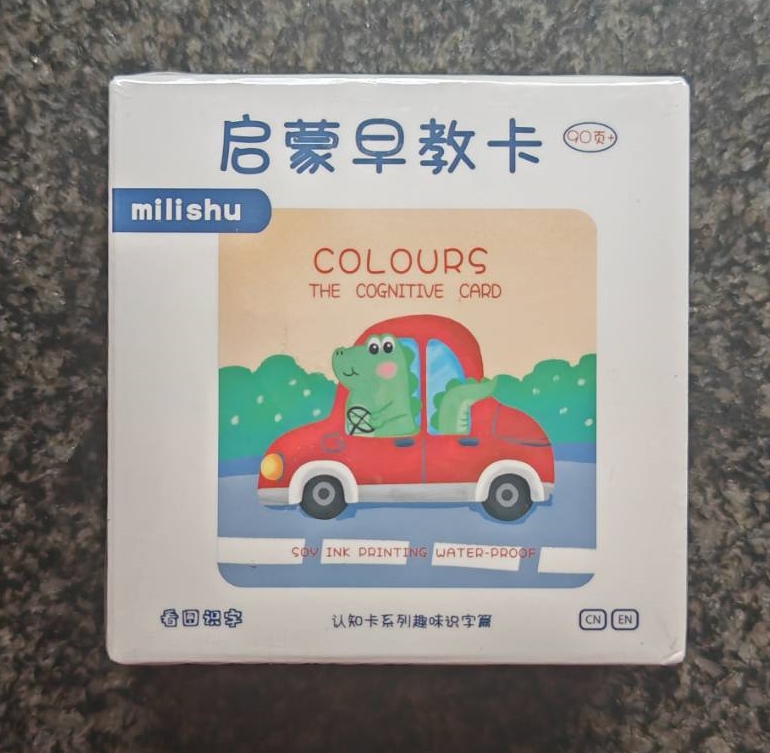 启蒙早教卡 90页+
milishu
COLOURS
THE COGNITIVE CARD
SOY INK PRINTING WATER-PROOF
看图识字 认知卡系列趣味识字篇 CN EN